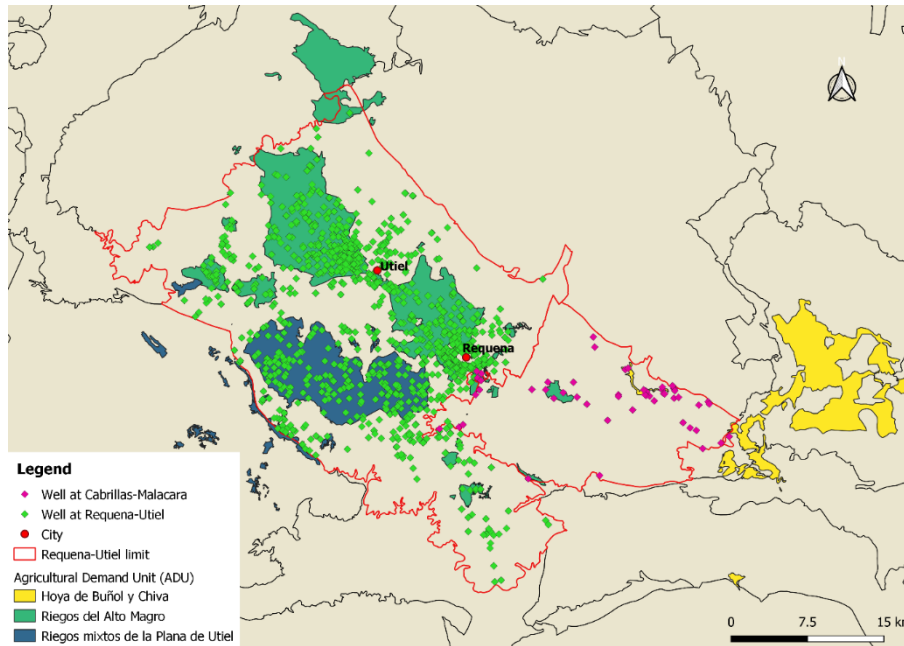 N
Utiel
Requena
Legend
Well at Cabrillas-Malacara
Well at Requena-Utiel
City
Requena-Utiel limit
Agricultural Demand Unit (ADU)
Hoya de Buñol y Chiva
Riegos del Alto Magro
Riegos mixtos de la Plana de Utiel
0 7.5 15 km